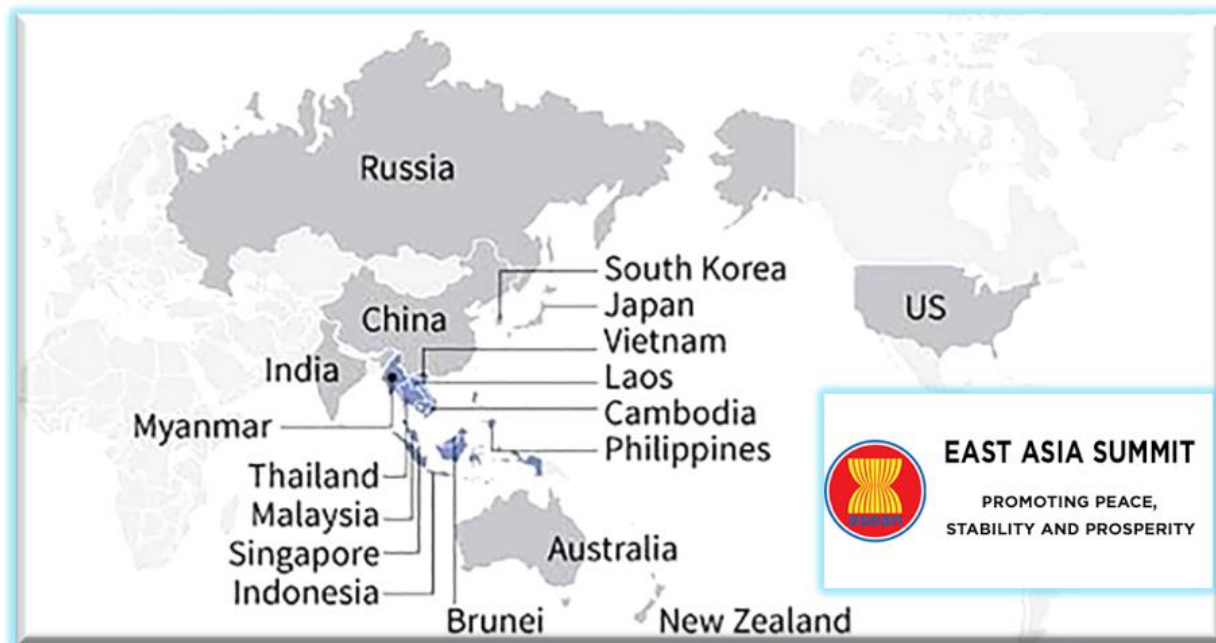 Russia
South Korea
Japan
China
US
Vietnam
India
Laos
Cambodia
Myanmar
Philippines
Thailand
Malaysia
Singapore
Australia
Indonesia
Brunei
New Zealand
EAST ASIA SUMMIT
PROMOTING PEACE,
STABILITY AND PROSPERITY